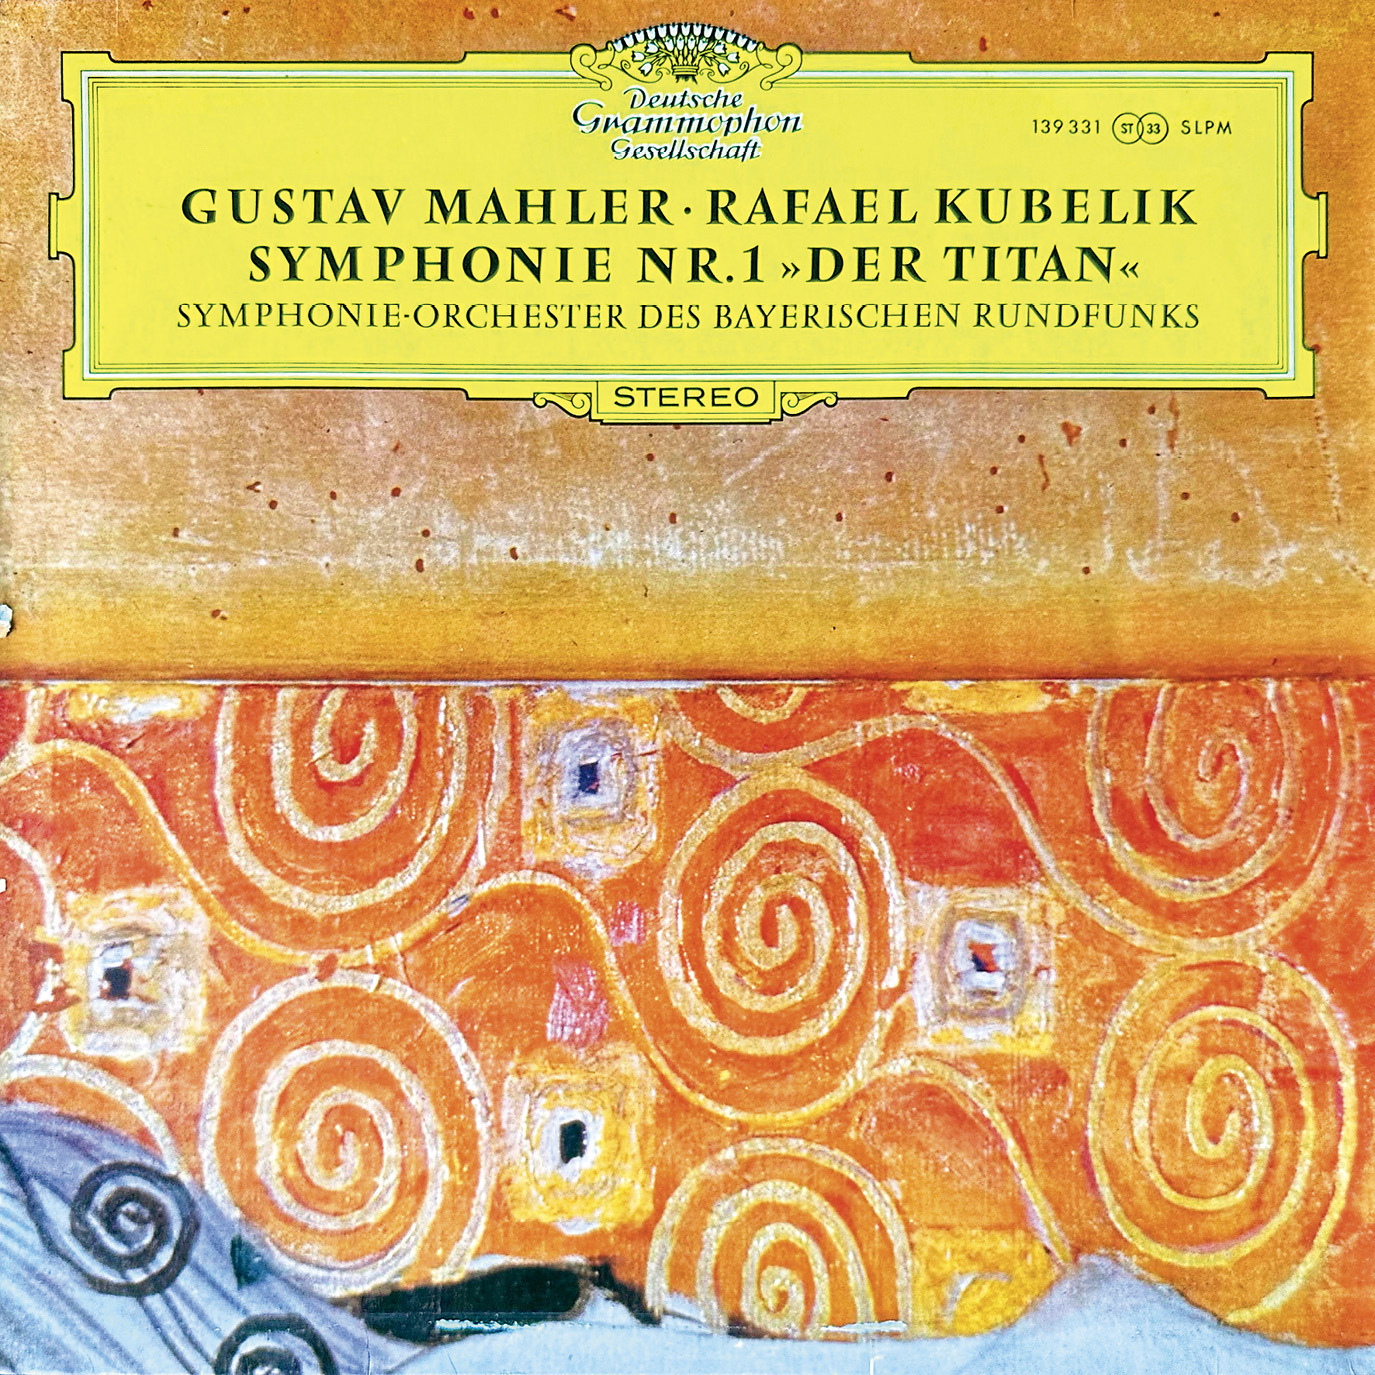 Deutsche
Grammophon
Gesellschaft
139 331 ST 33 SLPM
GUSTAV MAHLER · RAFAEL KUBELIK
SYMPHONIE NR.1 »DER TITAN«
SYMPHONIE-ORCHESTER DES BAYERISCHEN RUNDFUNKS
STEREO